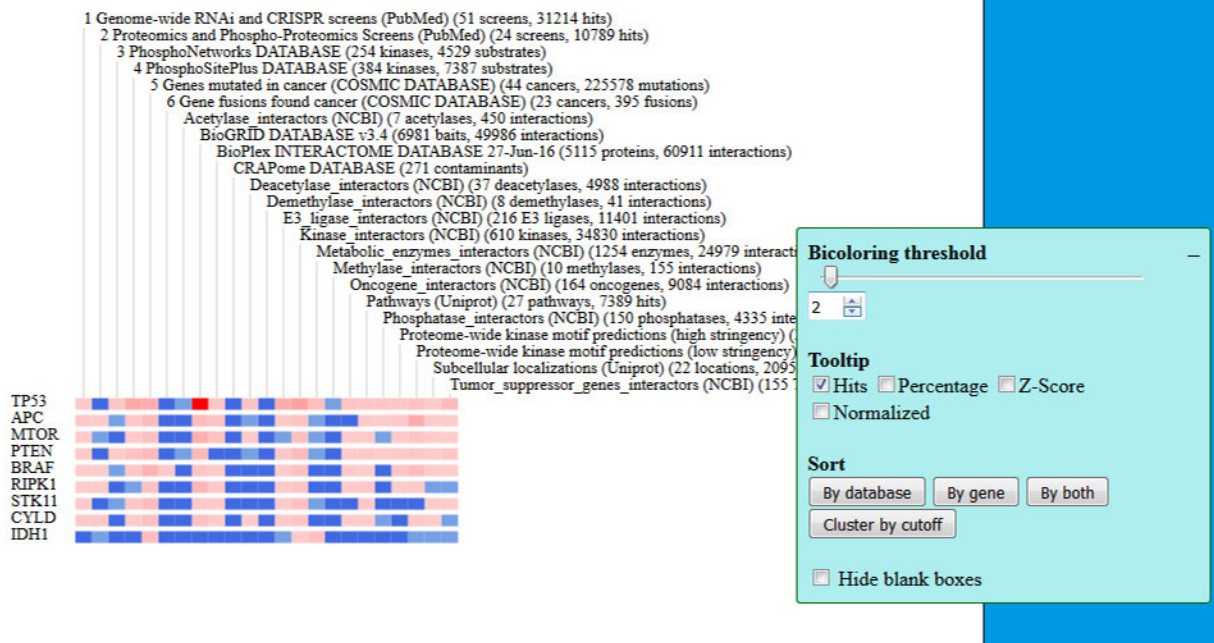 1 Genome-wide RNAi and CRISPR screens (PubMed) (51 screens, 31214 hits)
2 Proteomics and Phospho-Proteomics Screens (PubMed) (24 screens, 10789 hits)
3 PhosphoNetworks DATABASE (254 kinases, 4529 substrates)
4 PhosphoSitePlus DATABASE (384 kinases, 7387 substrates)
5 Genes mutated in cancer (COSMIC DATABASE) (44 cancers, 225578 mutations)
6 Gene fusions found cancer (COSMIC DATABASE) (23 cancers, 395 fusions)
Acetylase_interactors (NCBI) (7 acetylases, 450 interactions)
BioGRID DATABASE v3.4 (6981 baits, 49986 interactions)
BioPlex INTERACTOME DATABASE 27-Jun-16 (5115 proteins, 60911 interactions)
CRAPome DATABASE (271 contaminants)
Deacetylase_interactors (NCBI) (37 deacetylases, 4988 interactions)
Demethylase_interactors (NCBI) (8 demethylases, 41 interactions)
E3_ligase_interactors (NCBI) (216 E3 ligases, 11401 interactions)
Kinase_interactors (NCBI) (610 kinases, 34830 interactions)
Metabolic_enzymes_interactors (NCBI) (1254 enzymes, 24979 interacti
Methylase_interactors (NCBI) (10 methylases, 155 interactions)
Oncogene_interactors (NCBI) (164 oncogenes, 9084 interactions)
Pathways (Uniprot) (27 pathways, 7389 hits)
Phosphatase_interactors (NCBI) (150 phosphatases, 4335 inte
Proteome-wide kinase motif predictions (high stringency) (
Proteome-wide kinase motif predictions (low stringency)
Subcellular localizations (Uniprot) (22 locations, 2095
Tumor_suppressor_genes_interactors (NCBI) (155
TP53
APC
MTOR
PTEN
BRAF
RIPK1
STK11
CYLD
IDH1
Bicoloring threshold –
2
Tooltip
Hits Percentage Z-Score
Normalized
Sort
By database By gene By both
Cluster by cutoff
Hide blank boxes